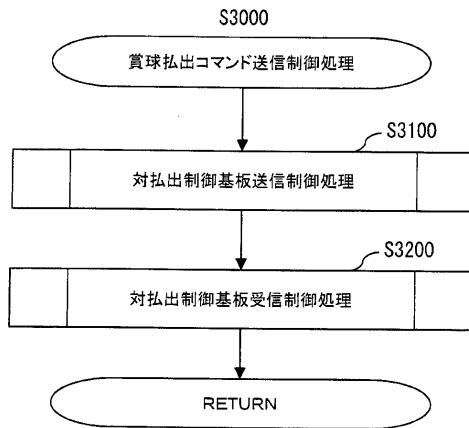 S3000
賞球払出コマンド送信制御処理
S3100
対払出制御基板送信制御処理
S3200
対払出制御基板受信制御処理
RETURN